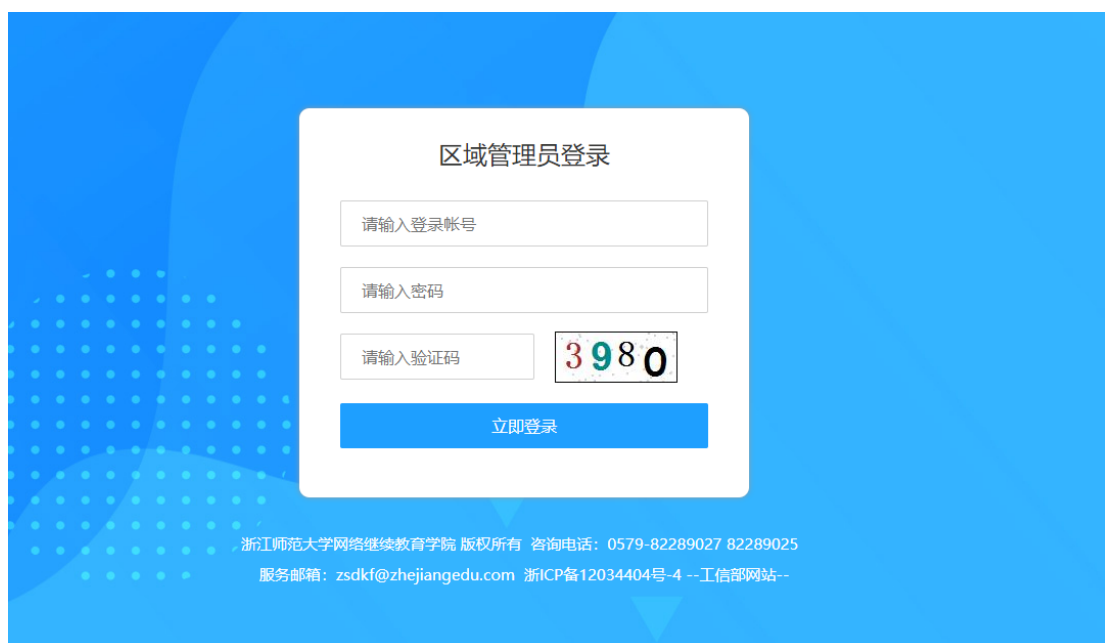 区域管理员登录
请输入登录帐号
请输入密码
请输入验证码 3980
立即登录
浙江师范大学网络继续教育学院 版权所有 咨询电话：0579-82289027 82289025
服务邮箱：zsdkf@zhejiangedu.com 浙ICP备12034404号-4 --工信部网站--